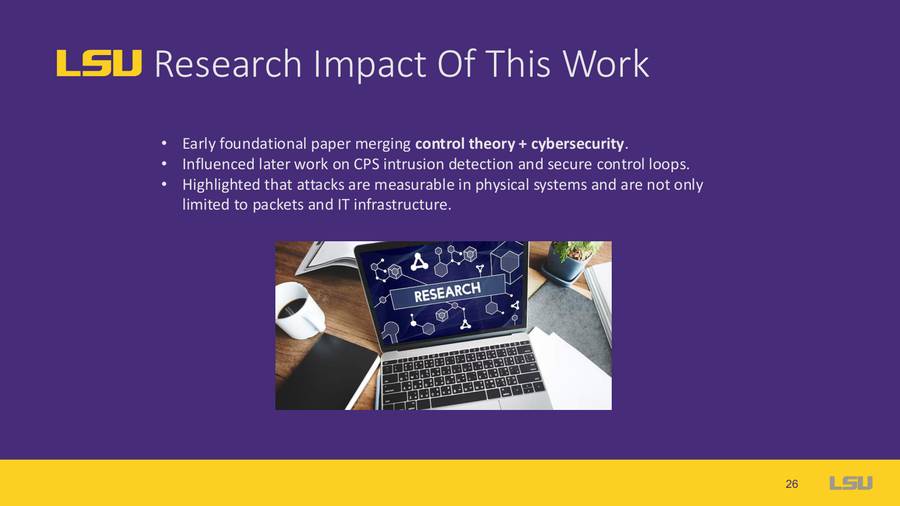 LSU Research Impact Of This Work
• Early foundational paper merging control theory + cybersecurity.
• Influenced later work on CPS intrusion detection and secure control loops.
• Highlighted that attacks are measurable in physical systems and are not only
limited to packets and IT infrastructure.
RESEARCH
26
LSU